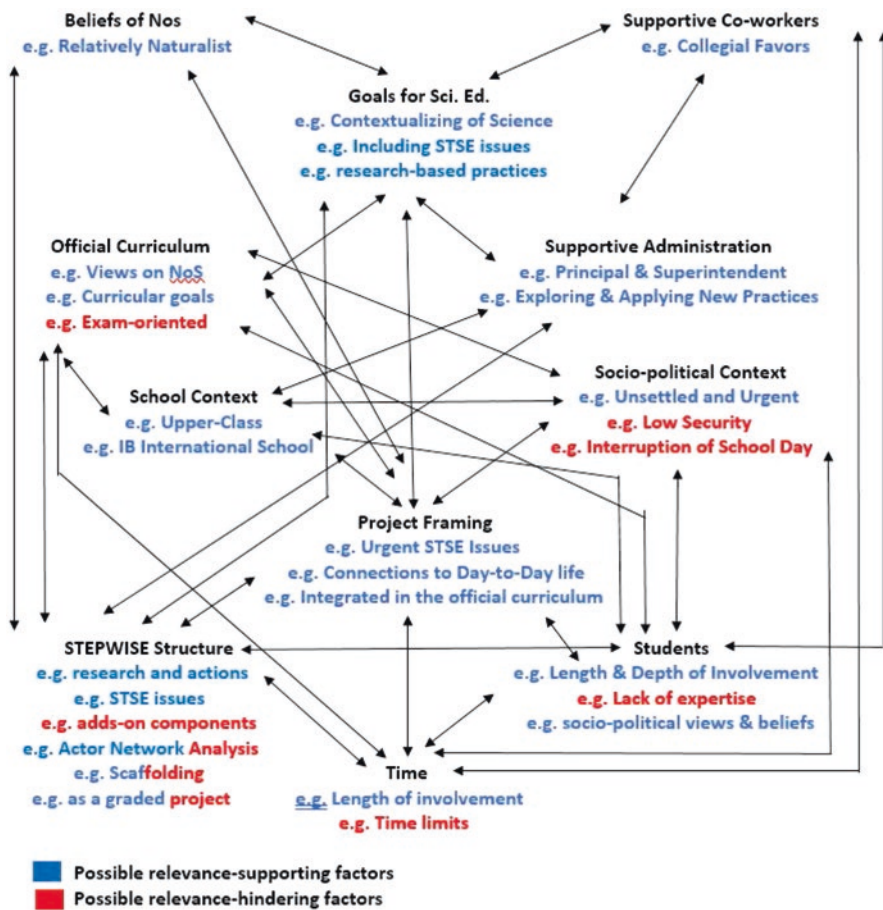 Beliefs of Nos
e.g. Relatively Naturalist
Supportive Co-workers
e.g. Collegial Favors
Goals for Sci. Ed.
e.g. Contextualizing of Science
e.g. Including STSE issues
e.g. research-based practices
Official Curriculum
e.g. Views on NoS
e.g. Curricular goals
e.g. Exam-oriented
Supportive Administration
e.g. Principal & Superintendent
e.g. Exploring & Applying New Practices
School Context
e.g. Upper-Class
e.g. IB International School
Socio-political Context
e.g. Unsettled and Urgent
e.g. Low Security
e.g. Interruption of School Day
Project Framing
e.g. Urgent STSE Issues
e.g. Connections to Day-to-Day life
e.g. Integrated in the official curriculum
STEPWISE Structure
e.g. research and actions
e.g. STSE issues
e.g. adds-on components
e.g. Actor Network Analysis
e.g. Scaffolding
e.g. as a graded project
Students
e.g. Length & Depth of Involvement
e.g. Lack of expertise
e.g. socio-political views & beliefs
Time
e.g. Length of involvement
e.g. Time limits
Possible relevance-supporting factors
Possible relevance-hindering factors